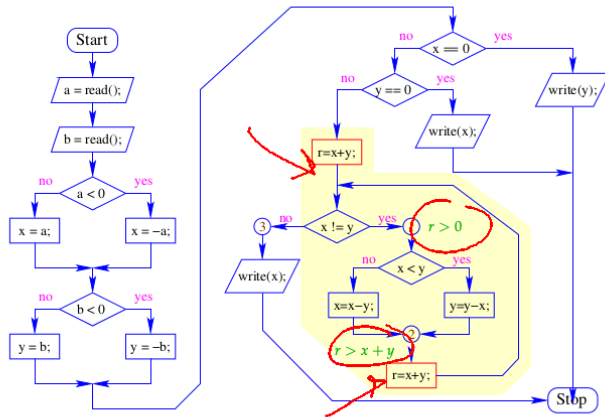 Start
a = read();
b = read();
no
a < 0
yes
x = a;
x = −a;
no
b < 0
yes
y = b;
y = −b;
no
x == 0
yes
no
y == 0
yes
write(y);
write(x);
r=x+y;
3
no
x != y
yes
r > 0
write(x);
no
x < y
yes
x=x−y;
y=y−x;
2
r > x + y
r=x+y;
Stop